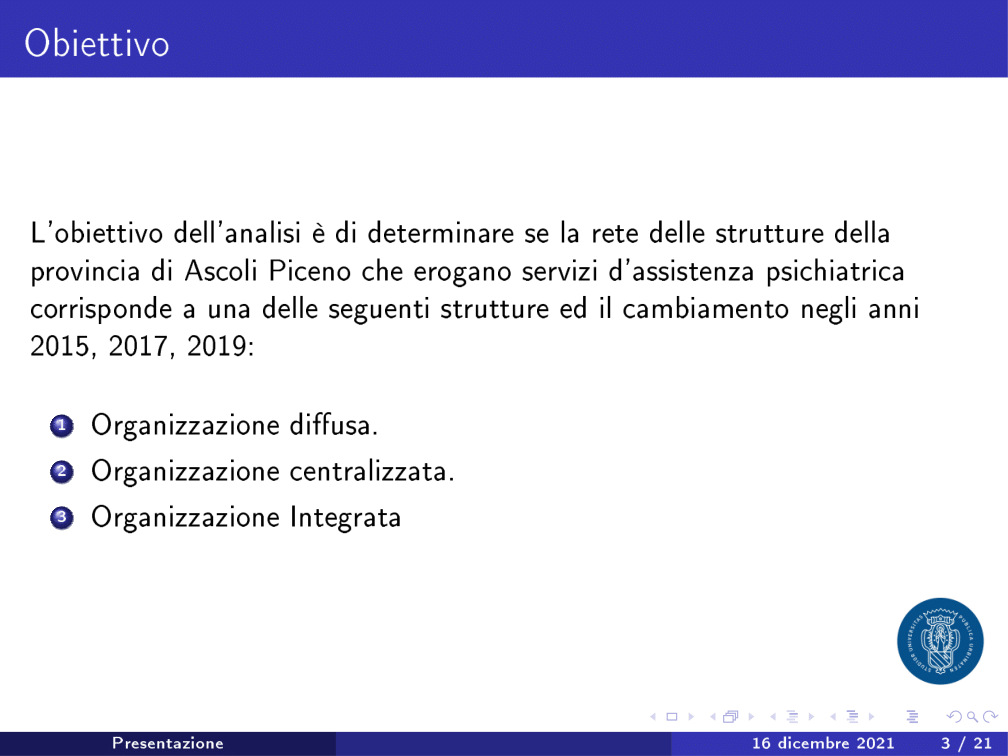 Obiettivo
L'obiettivo dell'analisi è di determinare se la rete delle strutture della
provincia di Ascoli Piceno che erogano servizi d'assistenza psichiatrica
corrisponde a una delle seguenti strutture ed il cambiamento negli anni
2015, 2017, 2019:
1 Organizzazione diffusa.
2 Organizzazione centralizzata.
3 Organizzazione Integrata
Presentazione 16 dicembre 2021 3 / 21